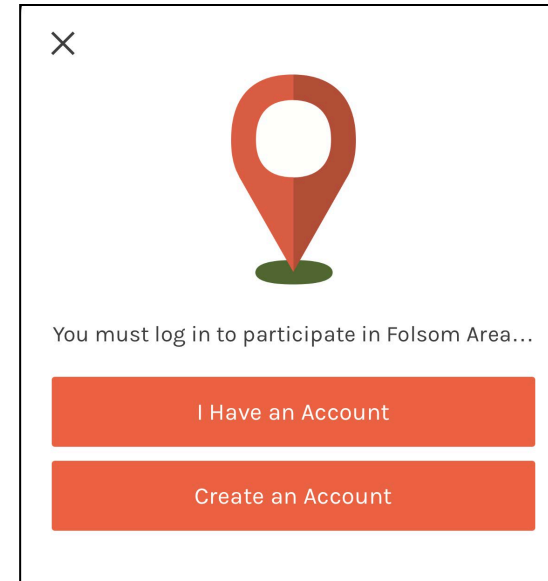 You must log in to participate in Folsom Area...
I Have an Account
Create an Account